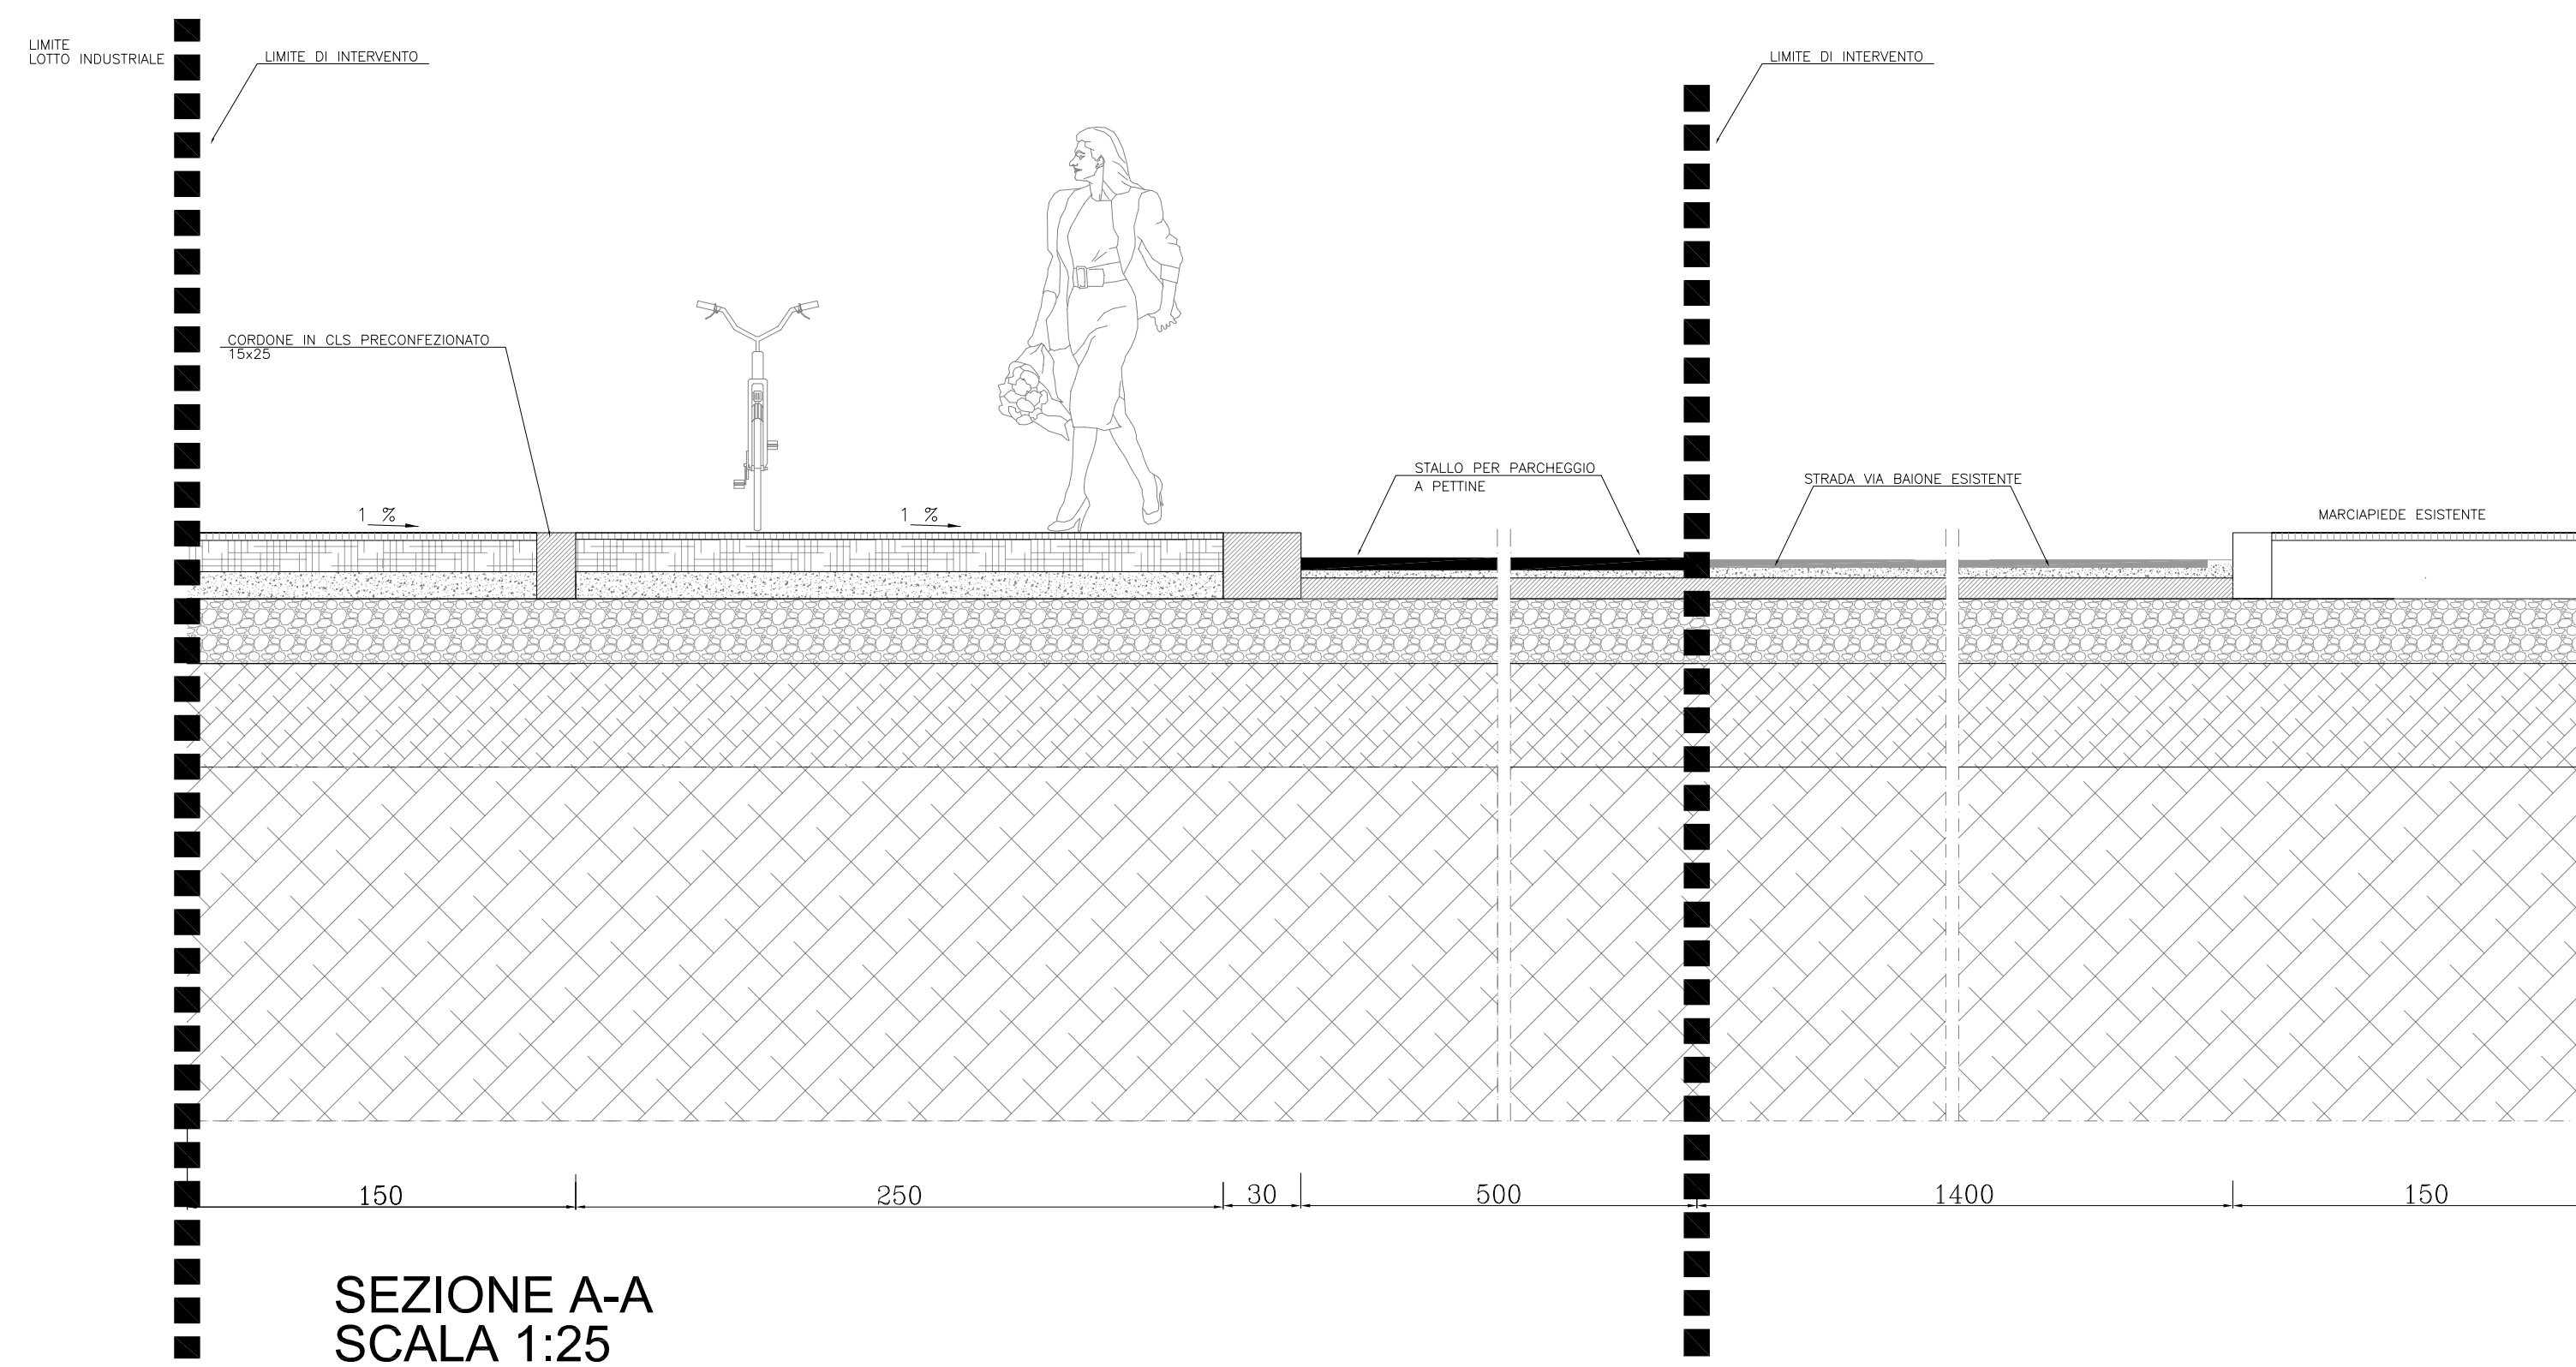 LIMITE
LOTTO INDUSTRIALE
LIMITE DI INTERVENTO
LIMITE DI INTERVENTO
CORDONE IN CLS PRECONFEZIONATO
15x25
STALLO PER PARCHEGGIO
A PETTINE
STRADA VIA BAIONE ESISTENTE
MARCIAPIEDE ESISTENTE
1 %
1 %
150
250
30
500
1400
150
SEZIONE A-A
SCALA 1:25